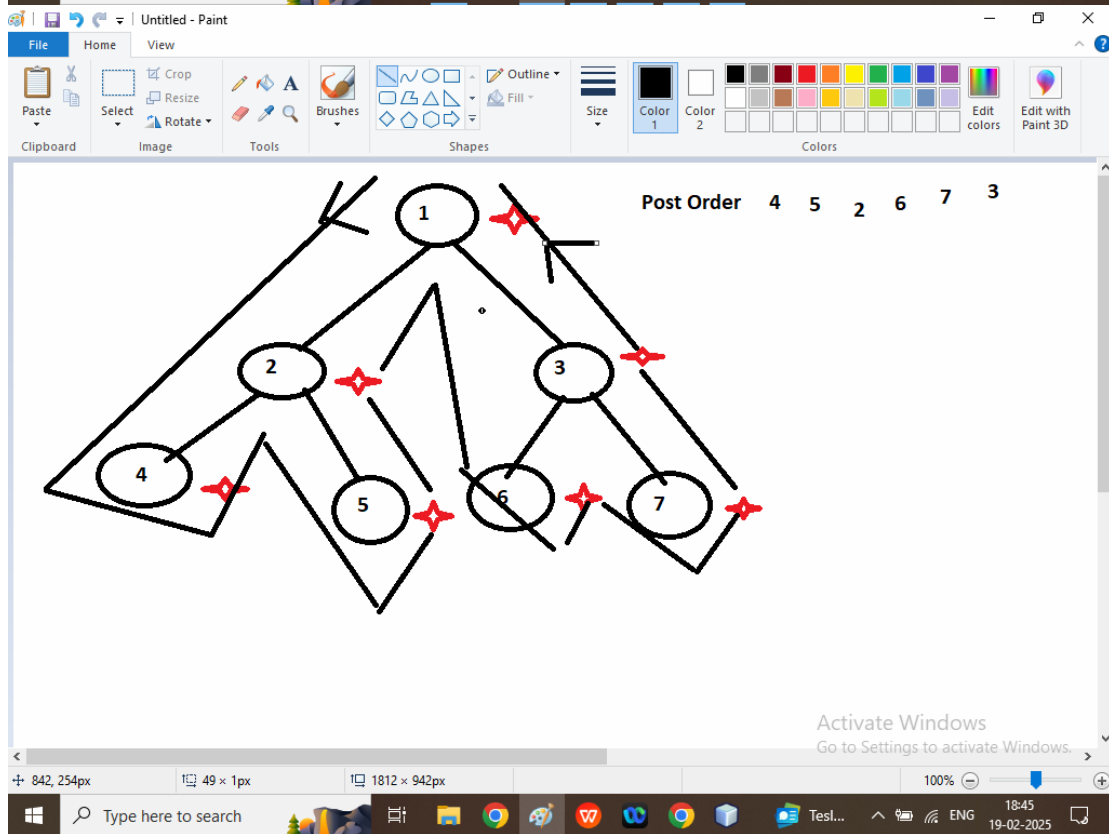 Untitled - Paint
File Home View
Paste
Select
Crop
Resize
Rotate
A
Brushes
Outline
Fill
Size
Color 1
Color 2
Edit colors
Edit with Paint 3D
Clipboard Image Tools Shapes Colors
Post Order 4 5 2 6 7 3
1
2 3
4 5 6 7
Activate Windows
Go to Settings to activate Windows.
842, 254px 49 × 1px 1812 × 942px 100%
Type here to search Tesl... ENG 18:45
19-02-2025